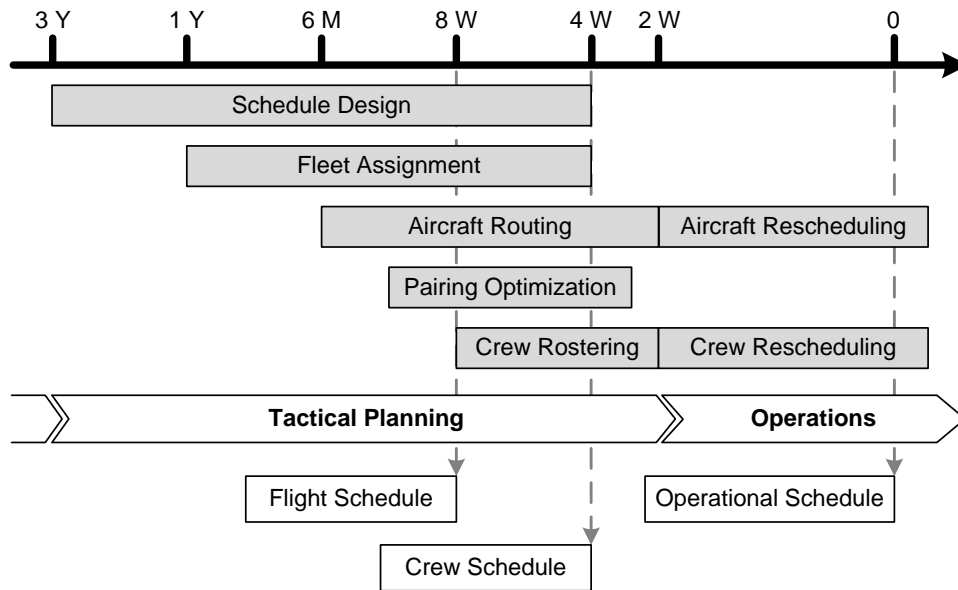 3 Y 1 Y 6 M 8 W 4 W 2 W 0
Schedule Design
Fleet Assignment
Aircraft Routing Aircraft Rescheduling
Pairing Optimization
Crew Rostering Crew Rescheduling
Tactical Planning Operations
Flight Schedule Operational Schedule
Crew Schedule